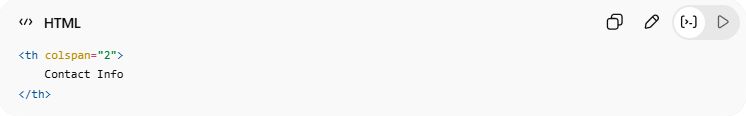 HTML
<th colspan="2">
    Contact Info
</th>